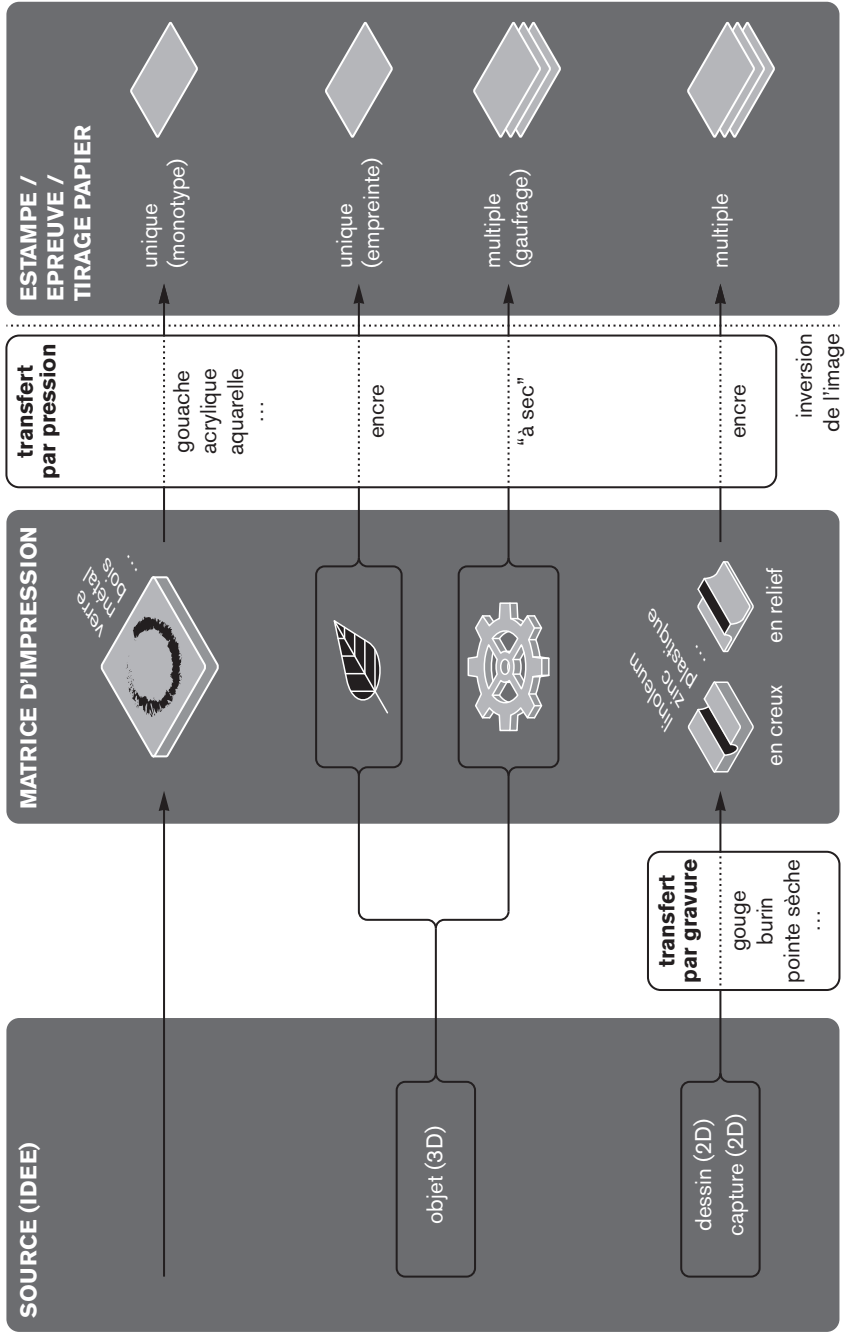 SOURCE (IDEE)
objet (3D)
dessin (2D)
capture (2D)
transfert
par gravure
gouge
burin
pointe sèche
…
MATRICE D’IMPRESSION
verre
métal
bois
…
linoleum
zinc
plastique
…
en creux
en relief
transfert
par pression
gouache
acrylique
aquarelle
…
encre
“à sec”
encre
inversion
de l’image
ESTAMPE /
EPREUVE /
TIRAGE PAPIER
unique
(monotype)
unique
(empreinte)
multiple
(gaufrage)
multiple